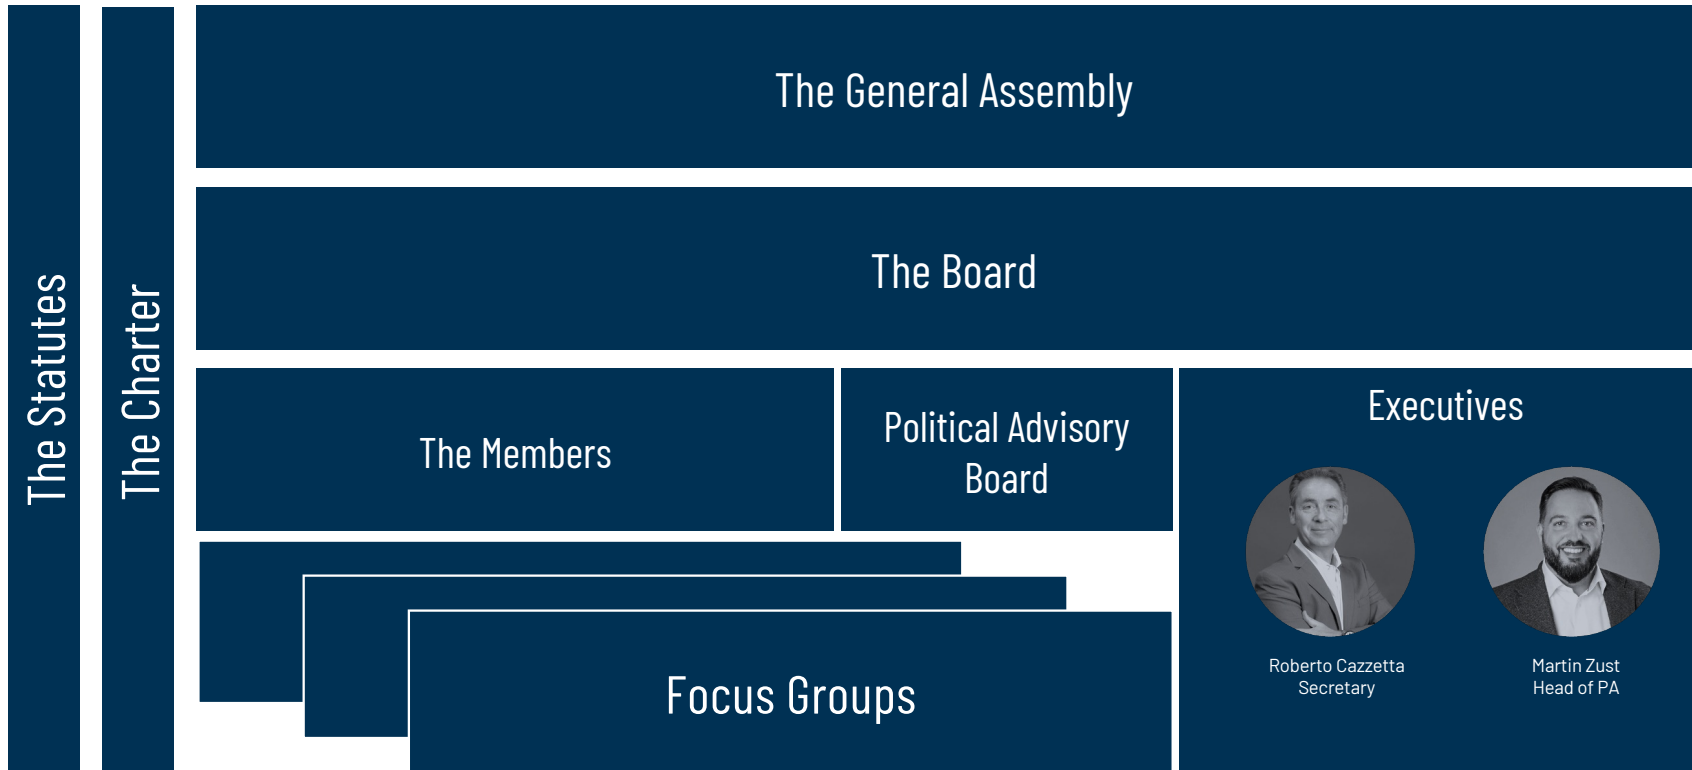 The Statutes
The Charter
The General Assembly
The Board
The Members
Political Advisory
Board
Executives
Roberto Cazzetta
Secretary
Martin Zust
Head of PA
Focus Groups